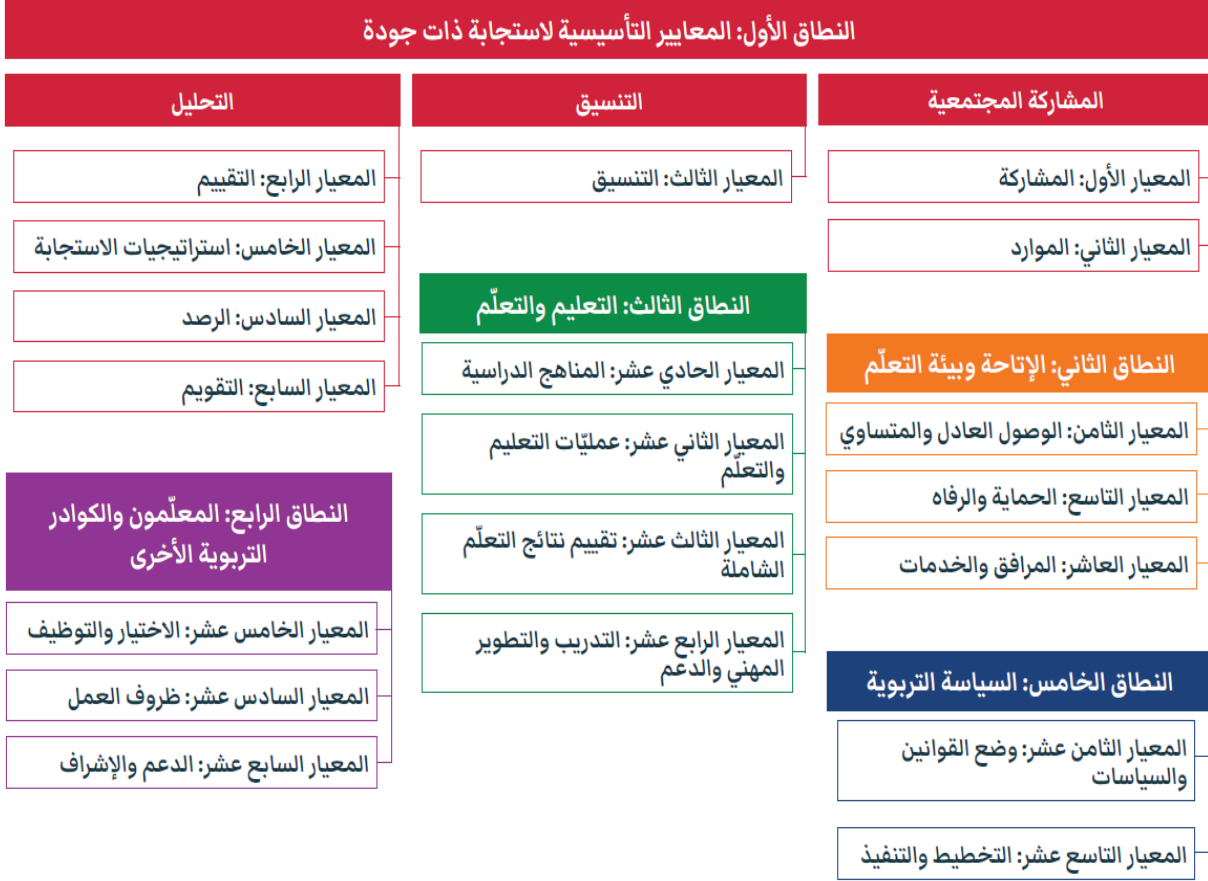 النطاق الأول: المعايير التأسيسية لاستجابة ذات جودة
المشاركة المجتمعية
المعيار الأول: المشاركة
المعيار الثاني: الموارد
التنسيق
المعيار الثالث: التنسيق
التحليل
المعيار الرابع: التقييم
المعيار الخامس: استراتيجيات الاستجابة
المعيار السادس: الرصد
المعيار السابع: التقويم
النطاق الثاني: الإتاحة وبيئة التعلّم
المعيار الثامن: الوصول العادل والمتساوي
المعيار التاسع: الحماية والرفاه
المعيار العاشر: المرافق والخدمات
النطاق الثالث: التعليم والتعلّم
المعيار الحادي عشر: المناهج الدراسية
المعيار الثاني عشر: عمليّات التعليم
والتعلّم
المعيار الثالث عشر: تقييم نتائج التعلّم
الشاملة
المعيار الرابع عشر: التدريب والتطوير
المهني والدعم
النطاق الرابع: المعلّمون والكوادر
التربوية الأخرى
المعيار الخامس عشر: الاختيار والتوظيف
المعيار السادس عشر: ظروف العمل
المعيار السابع عشر: الدعم والإشراف
النطاق الخامس: السياسة التربوية
المعيار الثامن عشر: وضع القوانين
والسياسات
المعيار التاسع عشر: التخطيط والتنفيذ